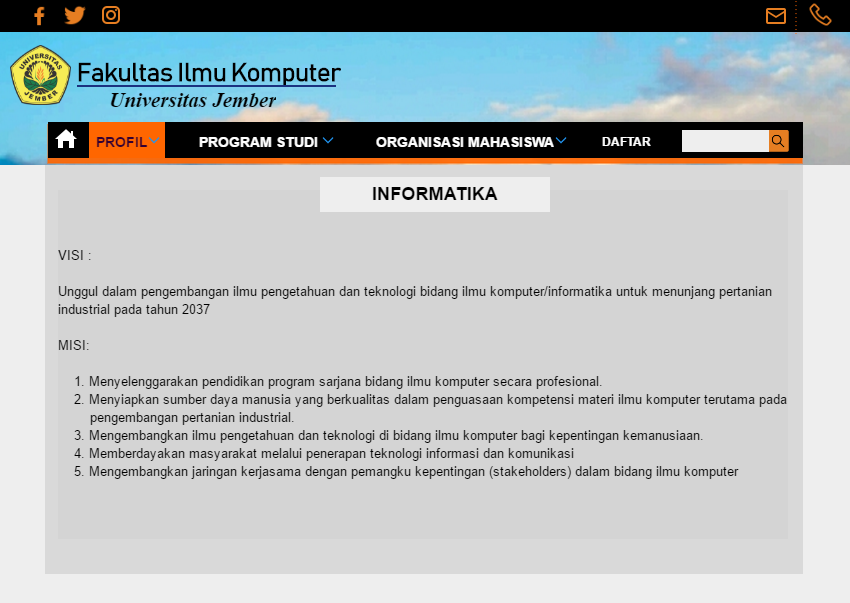 UNIVERSITAS
JEMBER
Fakultas Ilmu Komputer
Universitas Jember
PROFIL
PROGRAM STUDI
ORGANISASI MAHASISWA
DAFTAR
INFORMATIKA
VISI :
Unggul dalam pengembangan ilmu pengetahuan dan teknologi bidang ilmu komputer/informatika untuk menunjang pertanian
industrial pada tahun 2037
MISI:
1. Menyelenggarakan pendidikan program sarjana bidang ilmu komputer secara profesional.
2. Menyiapkan sumber daya manusia yang berkualitas dalam penguasaan kompetensi materi ilmu komputer terutama pada
pengembangan pertanian industrial.
3. Mengembangkan ilmu pengetahuan dan teknologi di bidang ilmu komputer bagi kepentingan kemanusiaan.
4. Memberdayakan masyarakat melalui penerapan teknologi informasi dan komunikasi
5. Mengembangkan jaringan kerjasama dengan pemangku kepentingan (stakeholders) dalam bidang ilmu komputer